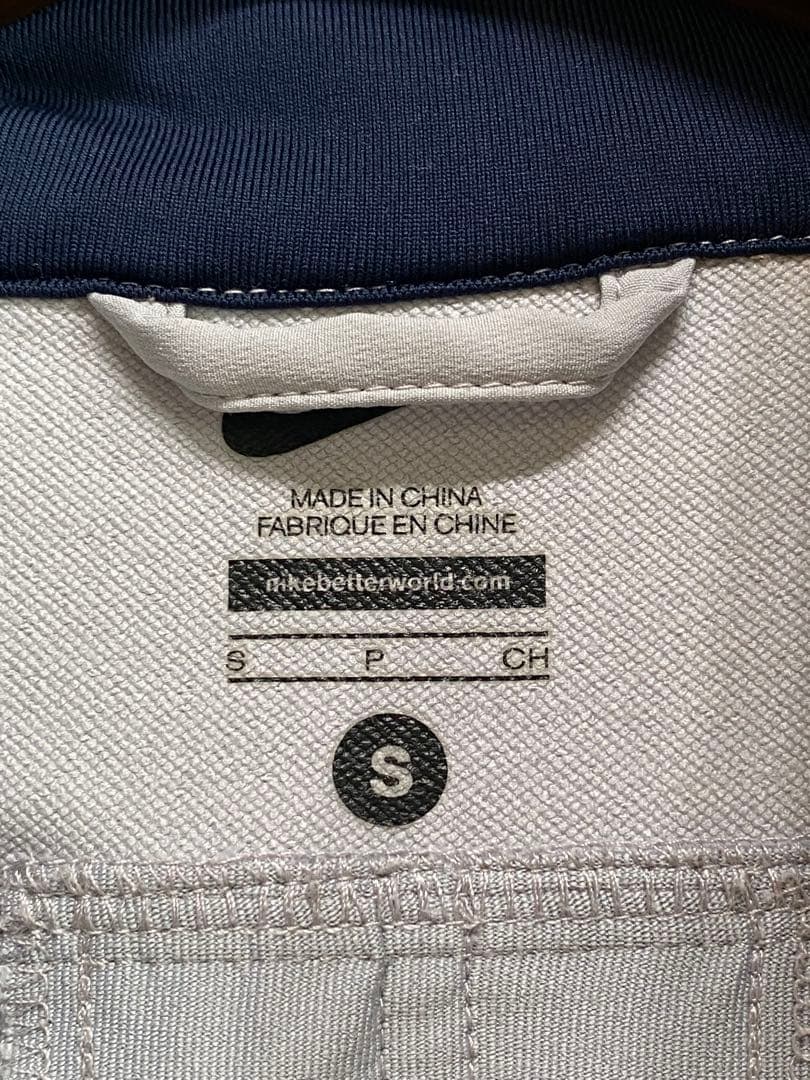 MADE IN CHINA
FABRIQUE EN CHINE
nikebetterworld.com
S P CH
S